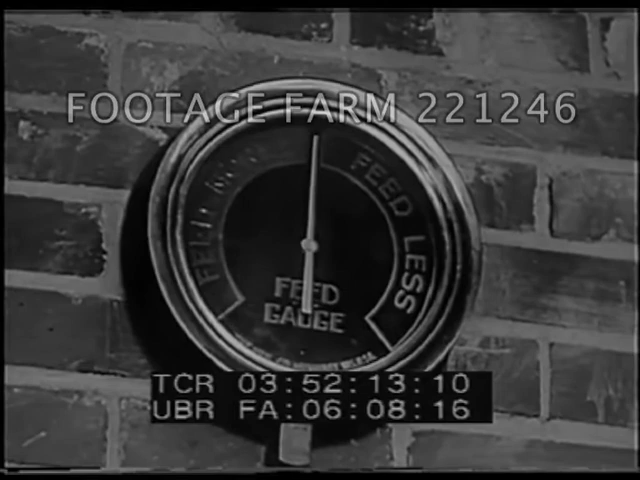 FOOTAGE FARM 221246
FEED MORE
FEED LESS
FEED
GAUGE
TCR 03:52:13:10
UBR FA:06:08:16